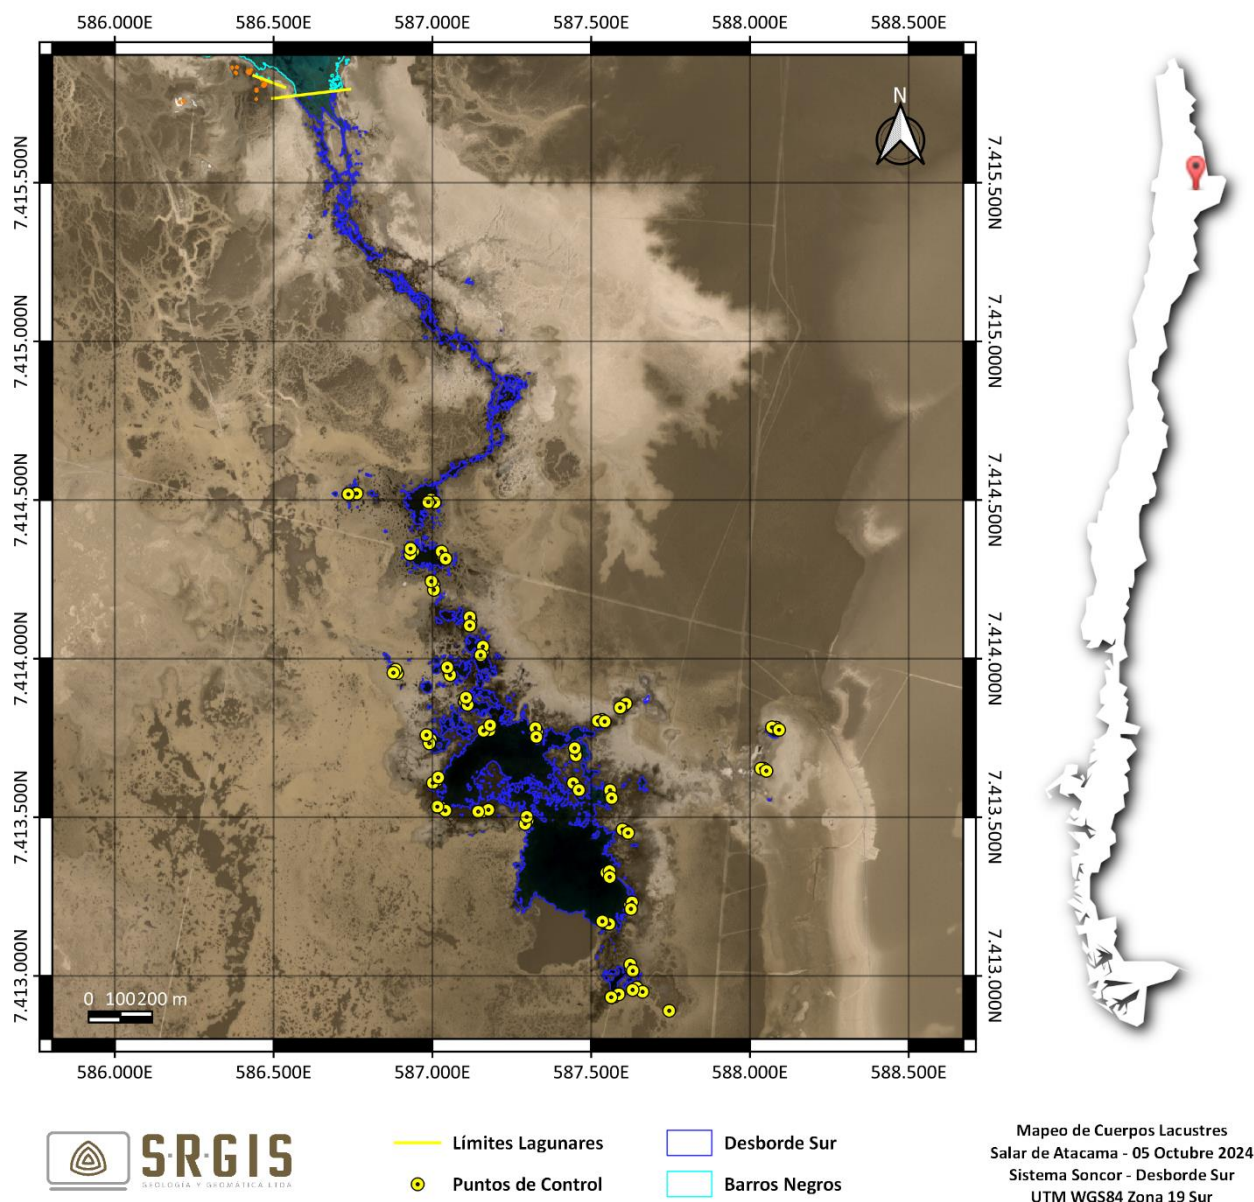 586.000E 586.500E 587.000E 587.500E 588.000E 588.500E
N
7.415.500N
7.415.000N
7.414.500N
7.414.000N
7.413.500N
7.413.000N
7.415.500N
7.415.000N
7.414.500N
7.414.000N
7.413.500N
7.413.000N
0 100200 m
586.000E 586.500E 587.000E 587.500E 588.000E 588.500E
S·R·GIS
GEOLOGÍA Y GEOMÁTICA LTDA
Límites Lagunares
Puntos de Control
Desborde Sur
Barros Negros
Mapeo de Cuerpos Lacustres
Salar de Atacama - 05 Octubre 2024
Sistema Soncor - Desborde Sur
UTM WGS84 Zona 19 Sur